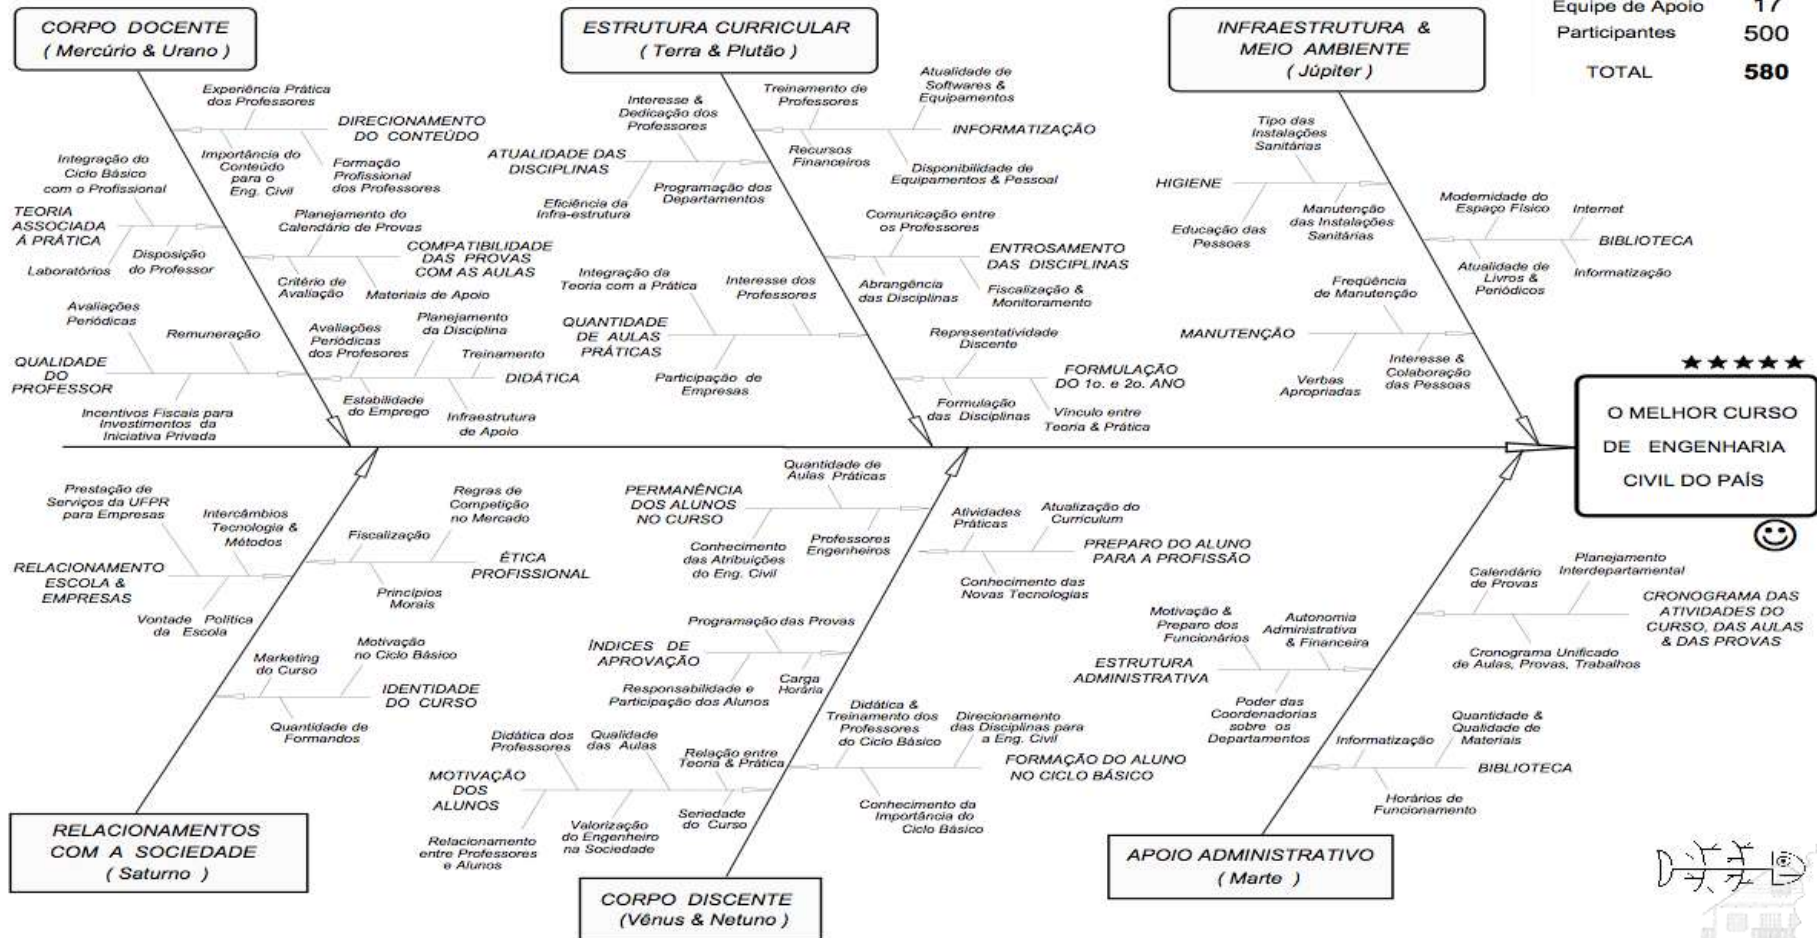 CORPO DOCENTE
( Mercúrio & Urano )
ESTRUTURA CURRICULAR
( Terra & Plutão )
INFRAESTRUTURA &
MEIO AMBIENTE
( Júpiter )
Equipe de Apoio 17
Participantes 500
TOTAL 580
Experiência Prática
dos Professores
DIRECIONAMENTO
DO CONTEÚDO
Importância do
Conteúdo
para o
Eng. Civil
Formação
Profissional
dos Professores
Integração do
Ciclo Básico
com o Profissional
TEORIA
ASSOCIADA
À PRÁTICA
Laboratórios
Disposição
do Professor
Planejamento do
Calendário de Provas
COMPATIBILIDADE
DAS PROVAS
COM AS AULAS
Critério de
Avaliação
Materiais de Apoio
Avaliações
Periódicas
Remuneração
QUALIDADE
DO
PROFESSOR
Incentivos Fiscais para
Investimentos da
Iniciativa Privada
Avaliações
Periódicas
dos Profesores
Planejamento
da Disciplina
Treinamento
DIDÁTICA
Estabilidade
do Emprego
Infraestrutura
de Apoio
Interesse &
Dedicação dos
Professores
ATUALIDADE DAS
DISCIPLINAS
Eficiência da
Infra-estrutura
Programação dos
Departamentos
Treinamento de
Professores
Atualidade de
Softwares &
Equipamentos
INFORMATIZAÇÃO
Recursos
Financeiros
Disponibilidade de
Equipamentos & Pessoal
Comunicação entre
os Professores
ENTROSAMENTO
DAS DISCIPLINAS
Abrangência
das Disciplinas
Fiscalização &
Monitoramento
Integração da
Teoria com a Prática
Interesse dos
Professores
QUANTIDADE
DE AULAS
PRÁTICAS
Participação de
Empresas
Representatividade
Discente
FORMULAÇÃO
DO 1o. e 2o. ANO
Formulação
das Disciplinas
Vínculo entre
Teoria & Prática
Tipo das
Instalações
Sanitárias
HIGIENE
Educação das
Pessoas
Manutenção
das Instalações
Sanitárias
Modernidade do
Espaço Físico
Internet
BIBLIOTECA
Atualidade de
Livros &
Periódicos
Informatização
Freqüência
de Manutenção
MANUTENÇÃO
Verbas
Apropriadas
Interesse &
Colaboração
das Pessoas
O MELHOR CURSO
DE ENGENHARIA
CIVIL DO PAÍS
Prestação de
Serviços da UFPR
para Empresas
Intercâmbios
Tecnologia &
Métodos
RELACIONAMENTO
ESCOLA &
EMPRESAS
Vontade Política
da Escola
Regras de
Competição
no Mercado
Fiscalização
ÉTICA
PROFISSIONAL
Princípios
Morais
Marketing
do Curso
Motivação
no Ciclo Básico
IDENTIDADE
DO CURSO
Quantidade de
Formandos
RELACIONAMENTOS
COM A SOCIEDADE
( Saturno )
Quantidade de
Aulas Práticas
PERMANÊNCIA
DOS ALUNOS
NO CURSO
Conhecimento
das Atribuições
do Eng. Civil
Professores
Engenheiros
Atividades
Práticas
Atualização do
Curriculum
PREPARO DO ALUNO
PARA A PROFISSÃO
Conhecimento das
Novas Tecnologias
Programação das Provas
ÍNDICES DE
APROVAÇÃO
Responsabilidade e
Participação dos Alunos
Carga
Horária
Didática dos
Professores
Qualidade
das Aulas
Relação entre
Teoria & Prática
MOTIVAÇÃO
DOS
ALUNOS
Relacionamento
entre Professores
e Alunos
Valorização
do Engenheiro
na Sociedade
Seriedade
do Curso
Didática &
Treinamento dos
Professores
do Ciclo Básico
Direcionamento
das Disciplinas para
a Eng. Civil
FORMAÇÃO DO ALUNO
NO CICLO BÁSICO
Conhecimento da
Importância do
Ciclo Básico
CORPO DISCENTE
(Vênus & Netuno )
Calendário
de Provas
Planejamento
Interdepartamental
CRONOGRAMA DAS
ATIVIDADES DO
CURSO, DAS AULAS
& DAS PROVAS
Cronograma Unificado
de Aulas, Provas, Trabalhos
Motivação &
Preparo dos
Funcionários
Autonomia
Administrativa
& Financeira
ESTRUTURA
ADMINISTRATIVA
Poder das
Coordenadorias
sobre os
Departamentos
Informatização
Quantidade &
Qualidade de
Materiais
BIBLIOTECA
Horários de
Funcionamento
APOIO ADMINISTRATIVO
( Marte )